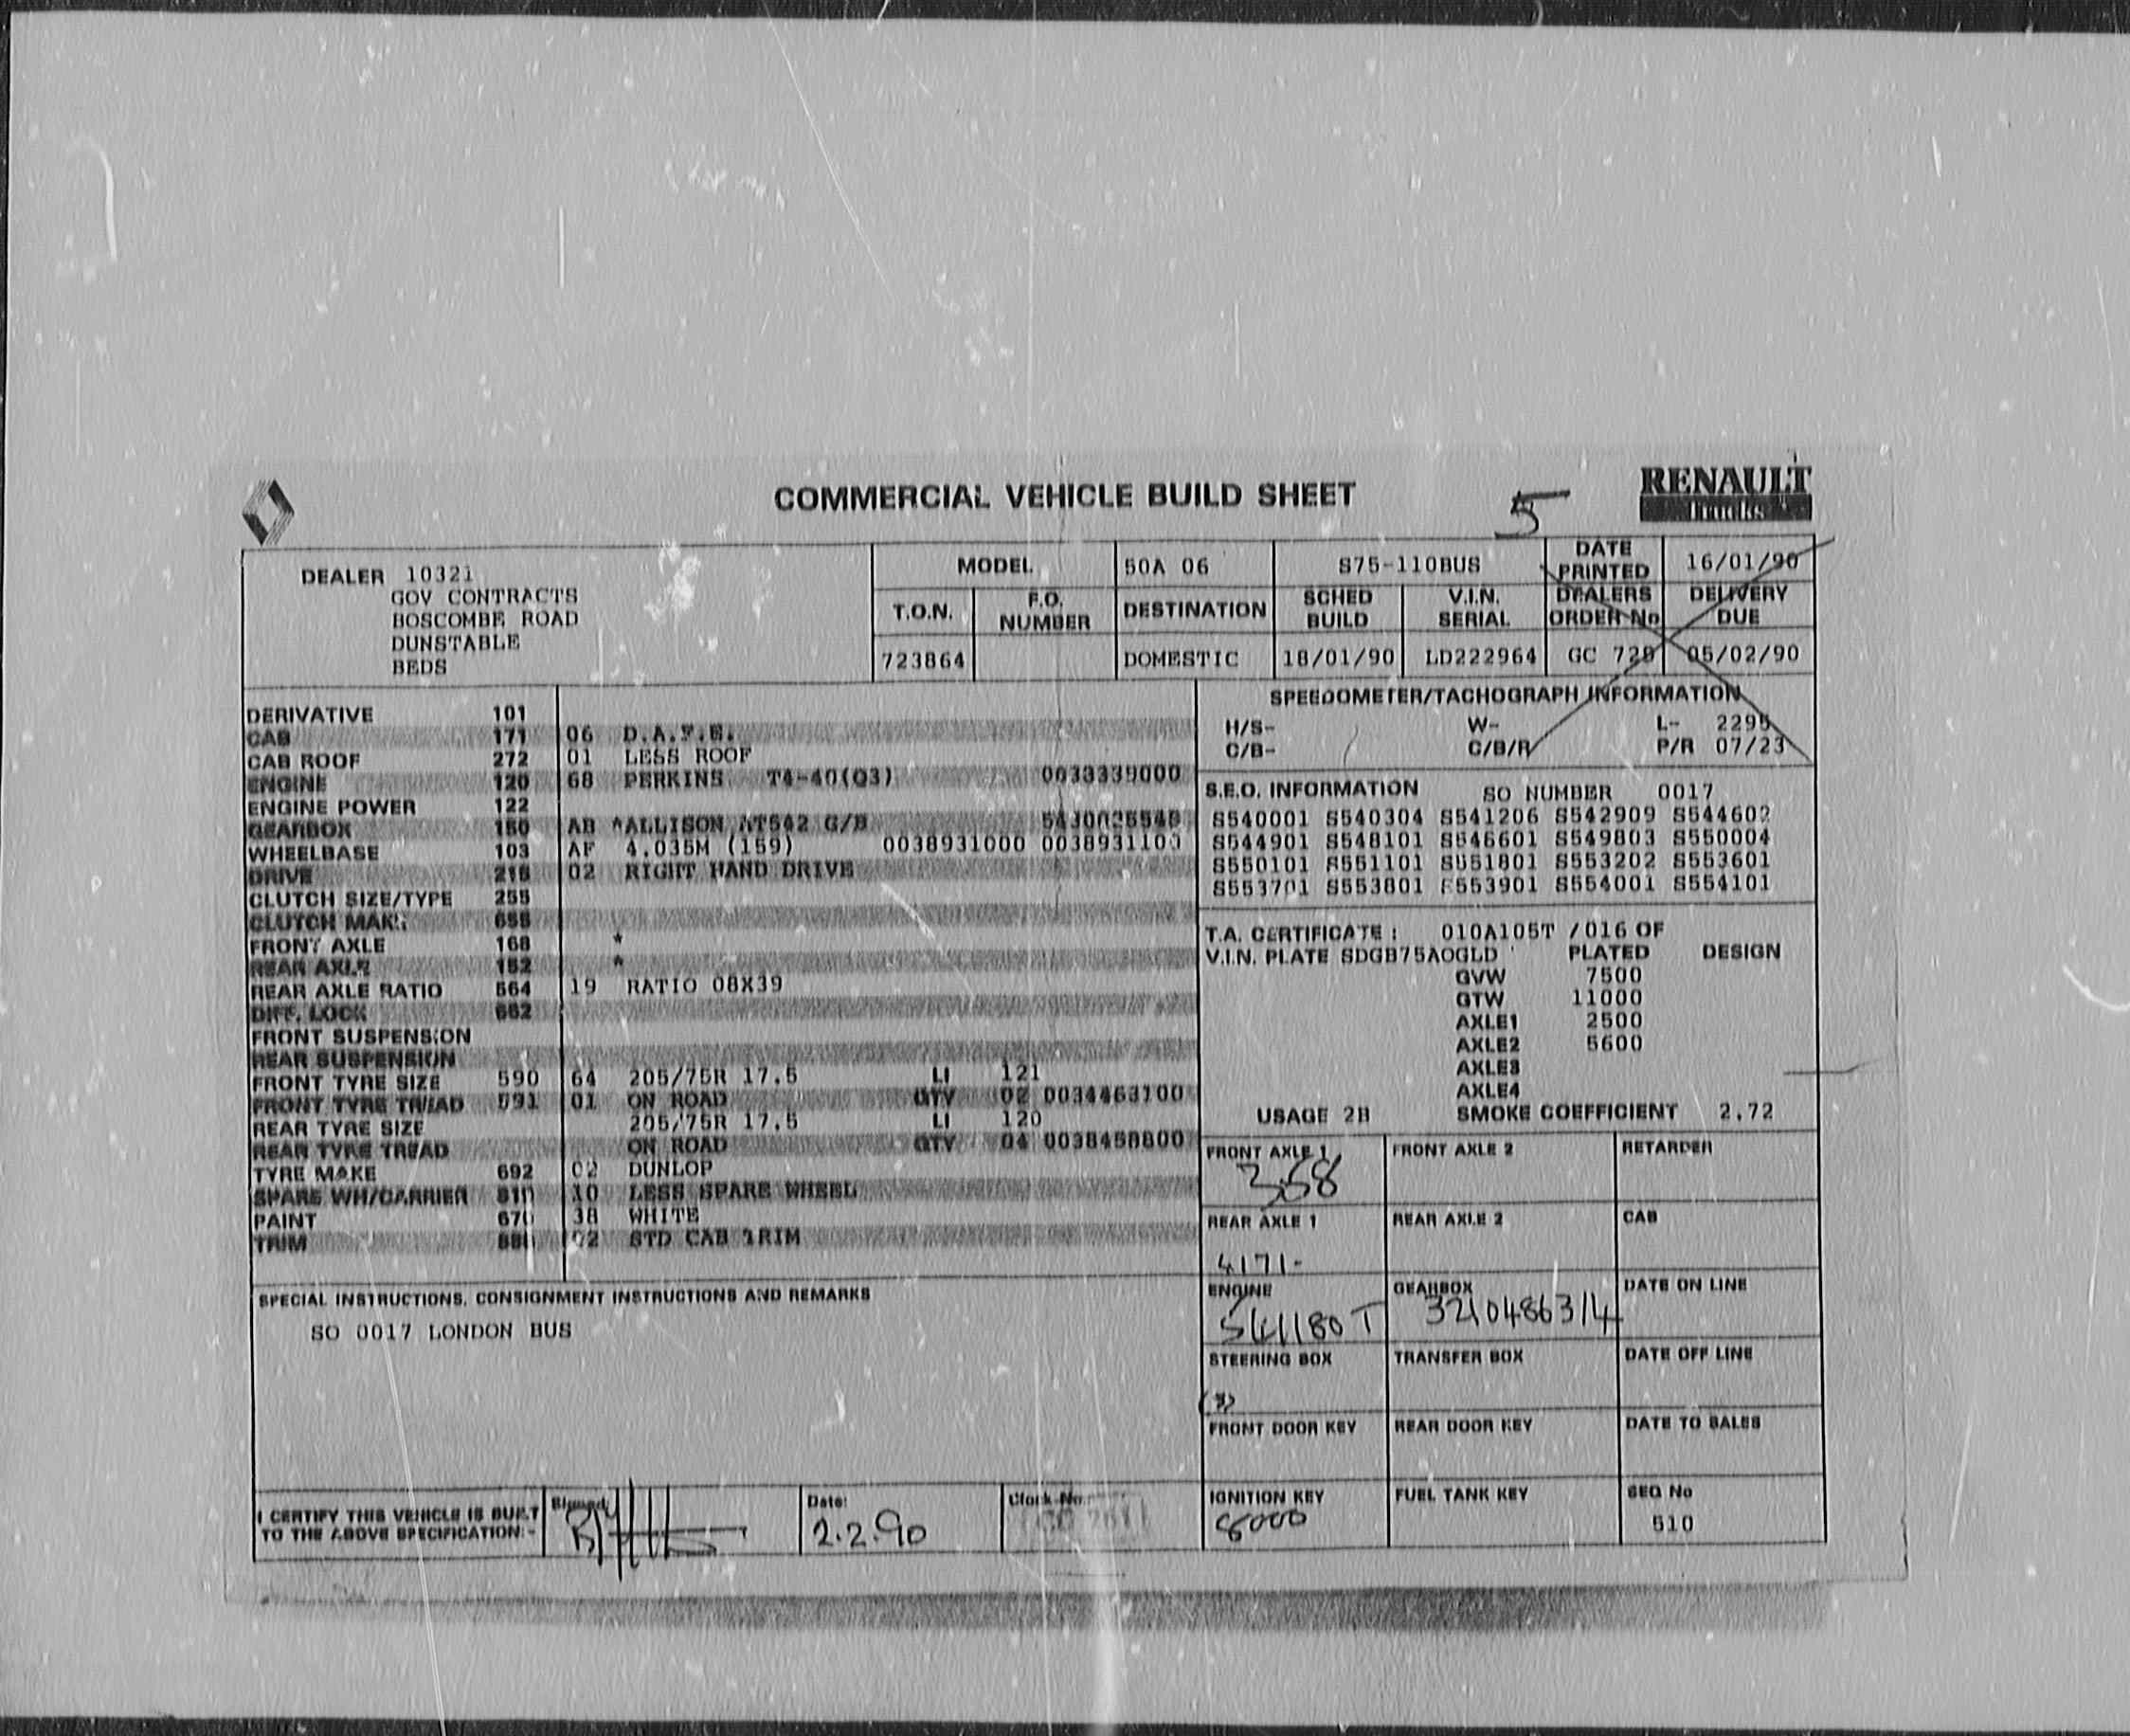 COMMERCIAL VEHICLE BUILD SHEET
5
RENAULT
Trucks
DEALER 10321
GOV CONTRACTS
BOSCOMBE ROAD
DUNSTABLE
BEDS
MODEL 50A 06 S75-110BUS DATE PRINTED 16/01/90
T.O.N. F.O. NUMBER DESTINATION SCHED BUILD V.I.N. SERIAL DEALERS ORDER No DELIVERY DUE
723864 DOMESTIC 18/01/90 LD222964 GC 729 05/02/90
DERIVATIVE 101
CAB 171 06 D.A.F.E.
CAB ROOF 272 01 LESS ROOF
ENGINE 120 68 PERKINS T4-40(Q3) 0033339000
ENGINE POWER 122
GEARBOX 150 AB *ALLISON AT542 G/B
WHEELBASE 103 AF 4.035M (159) 0038931000 0038931100
DRIVE 215 02 RIGHT HAND DRIVE
CLUTCH SIZE/TYPE 255
CLUTCH MAKE 655
FRONT AXLE 168 *
REAR AXLE 152 *
REAR AXLE RATIO 564 19 RATIO 08X39
DIFF. LOCK 662
FRONT SUSPENSION
REAR SUSPENSION
FRONT TYRE SIZE 590 64 205/75R 17.5 LI 121
FRONT TYRE TREAD 591 01 ON ROAD QTY 02 0034463100
REAR TYRE SIZE 205/75R 17.5 LI 120
REAR TYRE TREAD ON ROAD QTY 04 0038458800
TYRE MAKE 692 02 DUNLOP
SPARE WH/CARRIER 810 10 LESS SPARE WHEEL
PAINT 670 38 WHITE
TRIM 02 STD CAB TRIM
SPECIAL INSTRUCTIONS, CONSIGNMENT INSTRUCTIONS AND REMARKS
SO 0017 LONDON BUS
I CERTIFY THIS VEHICLE IS BUILT
TO THE ABOVE SPECIFICATION:-
Signed:
Date:
2.2.90
Clock No.:
SPEEDOMETER/TACHOGRAPH INFORMATION
H/S- W- L- 2295
C/B- C/B/R P/R 07/23
S.E.O. INFORMATION SO NUMBER 0017
S540001 S540304 S541206 S542909 S544602
S544901 S548101 S546601 S549803 S550004
S550101 S551101 S551801 S553202 S553601
S553701 S553801 S553901 S554001 S554101
T.A. CERTIFICATE : 010A105T /016 OF
V.I.N. PLATE SDGB75A0GLD PLATED DESIGN
GVW 7500
GTW 11000
AXLE1 2500
AXLE2 5600
AXLE3
AXLE4
USAGE 2B SMOKE COEFFICIENT 2.72
FRONT AXLE 1 FRONT AXLE 2 RETARDER
358
REAR AXLE 1 REAR AXLE 2 CAB
4171-
ENGINE GEARBOX DATE ON LINE
3210486314
STEERING BOX TRANSFER BOX DATE OFF LINE
FRONT DOOR KEY REAR DOOR KEY DATE TO SALES
IGNITION KEY FUEL TANK KEY SEQ No
8000 510